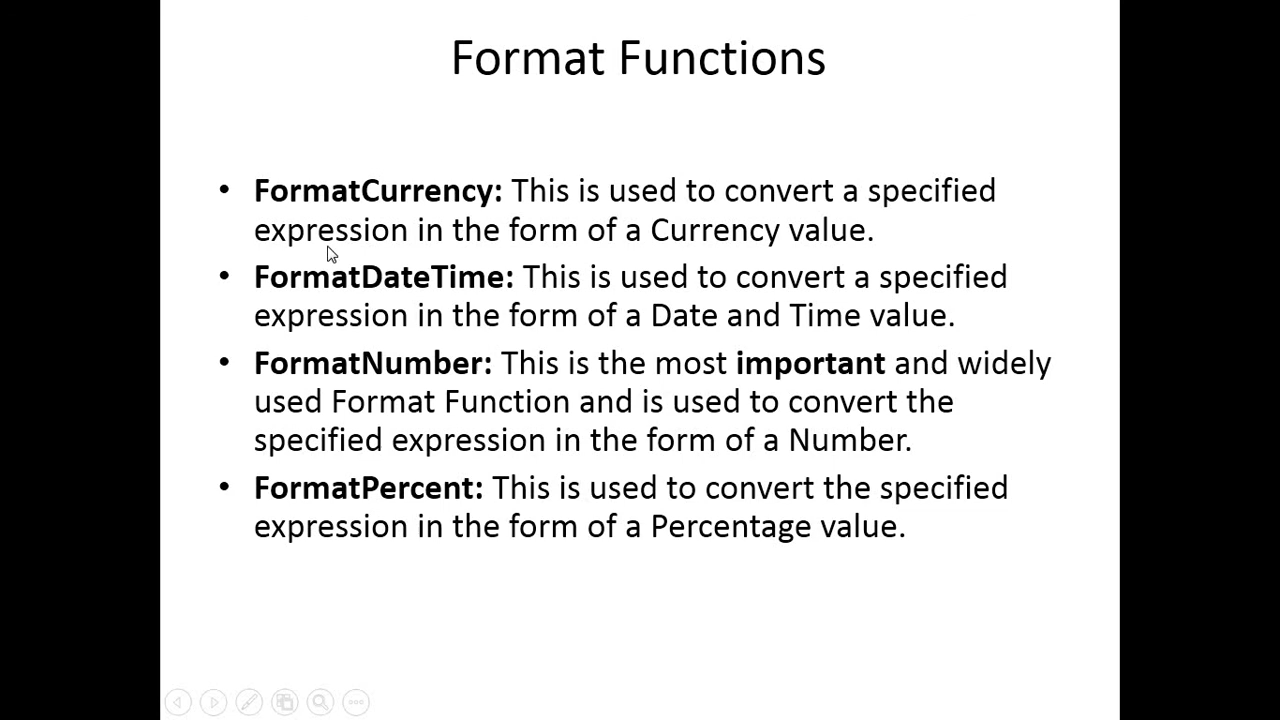 Format Functions
• FormatCurrency: This is used to convert a specified
expression in the form of a Currency value.
• FormatDateTime: This is used to convert a specified
expression in the form of a Date and Time value.
• FormatNumber: This is the most important and widely
used Format Function and is used to convert the
specified expression in the form of a Number.
• FormatPercent: This is used to convert the specified
expression in the form of a Percentage value.